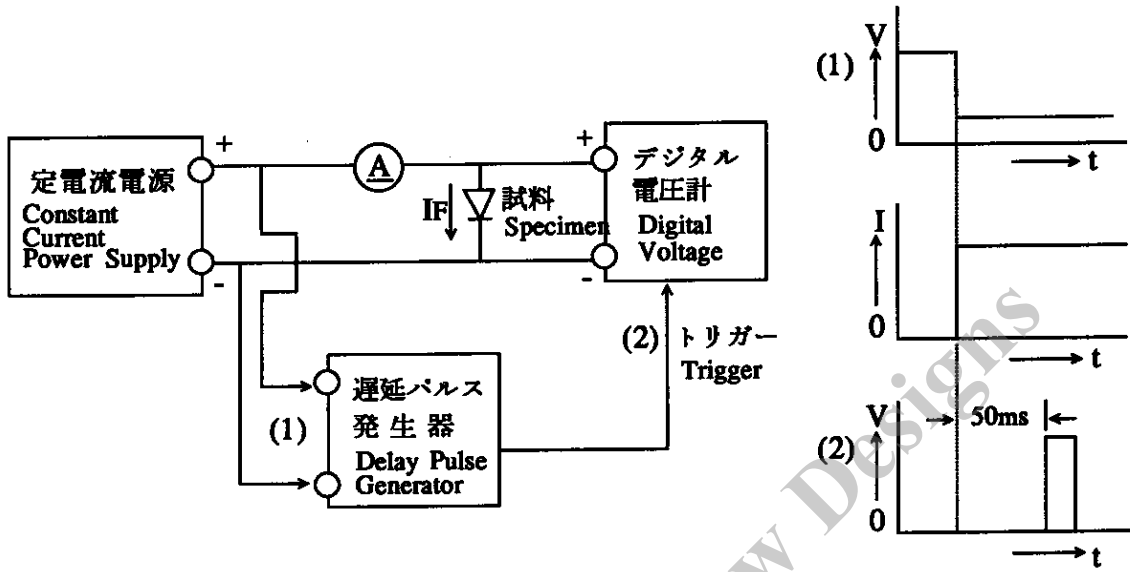 定電流電源
Constant
Current
Power Supply
+
-
A
IF
試料
Specimen
+
-
デジタル
電圧計
Digital
Voltage
(1)
遅延パルス
発生器
Delay Pulse
Generator
(2) トリガー
Trigger
(1)
V
0
t
I
0
t
(2)
V
50ms
0
t
w Designs